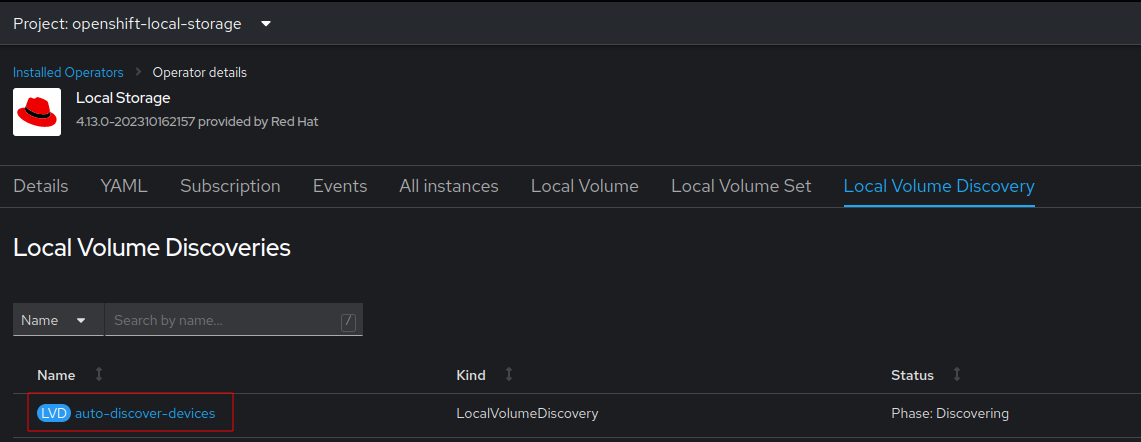 Project: openshift-local-storage
Installed Operators > Operator details
Local Storage
4.13.0-202310162157 provided by Red Hat
Details YAML Subscription Events All instances Local Volume Local Volume Set Local Volume Discovery
Local Volume Discoveries
Name Search by name... /
Name Kind Status
LVD auto-discover-devices LocalVolumeDiscovery Phase: Discovering